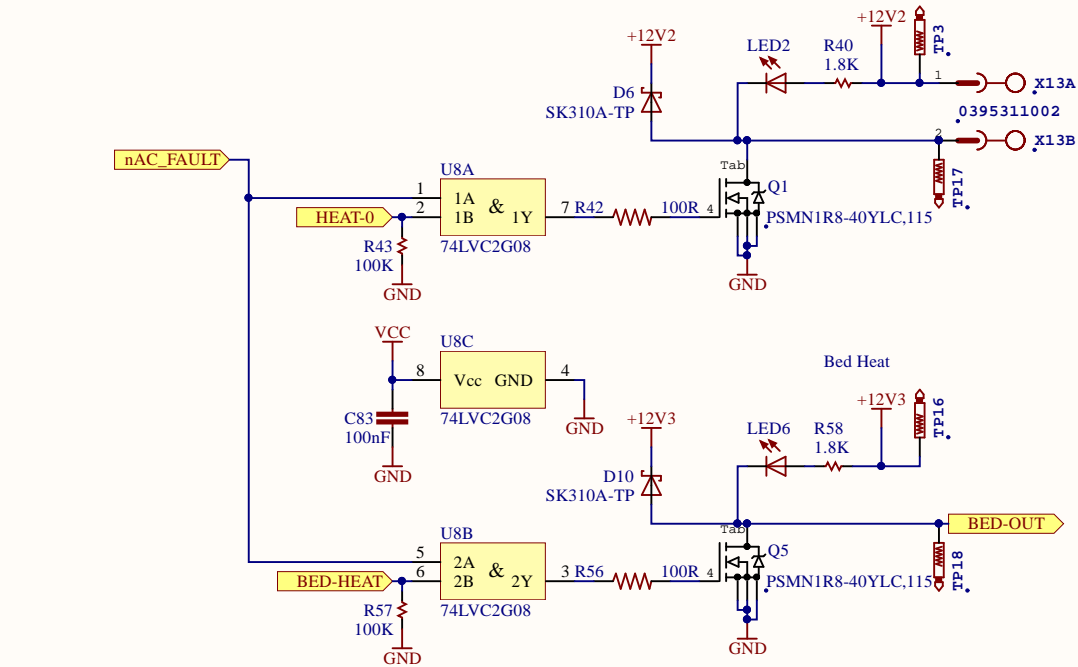 +12V2
TP3
+12V2
LED2
R40
1.8K
1
X13A
D6
SK310A-TP
.0395311002
2
X13B
nAC_FAULT
Tab
TP17
U8A
Q1
1
1A
2
1B
&
1Y
7
R42
100R
4
PSMN1R8-40YLC,115
HEAT-0
R43
100K
74LVC2G08
GND
GND
VCC
U8C
Bed Heat
8
Vcc
GND
4
C83
100nF
74LVC2G08
GND
GND
+12V3
+12V3
TP16
LED6
R58
1.8K
D10
SK310A-TP
BED-OUT
Tab
TP18
U8B
Q5
5
2A
6
2B
&
2Y
3
R56
100R
4
PSMN1R8-40YLC,115
BED-HEAT
R57
100K
74LVC2G08
GND
GND